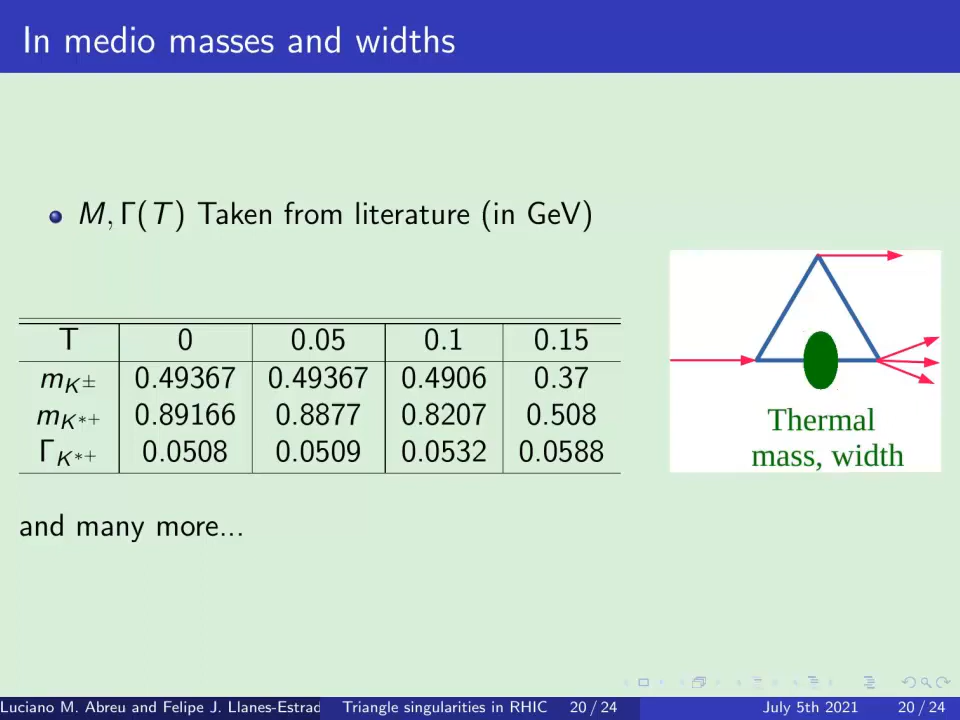 In medio masses and widths
M, Γ(T) Taken from literature (in GeV)
T 0 0.05 0.1 0.15
mK± 0.49367 0.49367 0.4906 0.37
mK*+ 0.89166 0.8877 0.8207 0.508
ΓK*+ 0.0508 0.0509 0.0532 0.0588
Thermal
mass, width
and many more...
Luciano M. Abreu and Felipe J. Llanes-Estrad Triangle singularities in RHIC 20 / 24 July 5th 2021 20 / 24